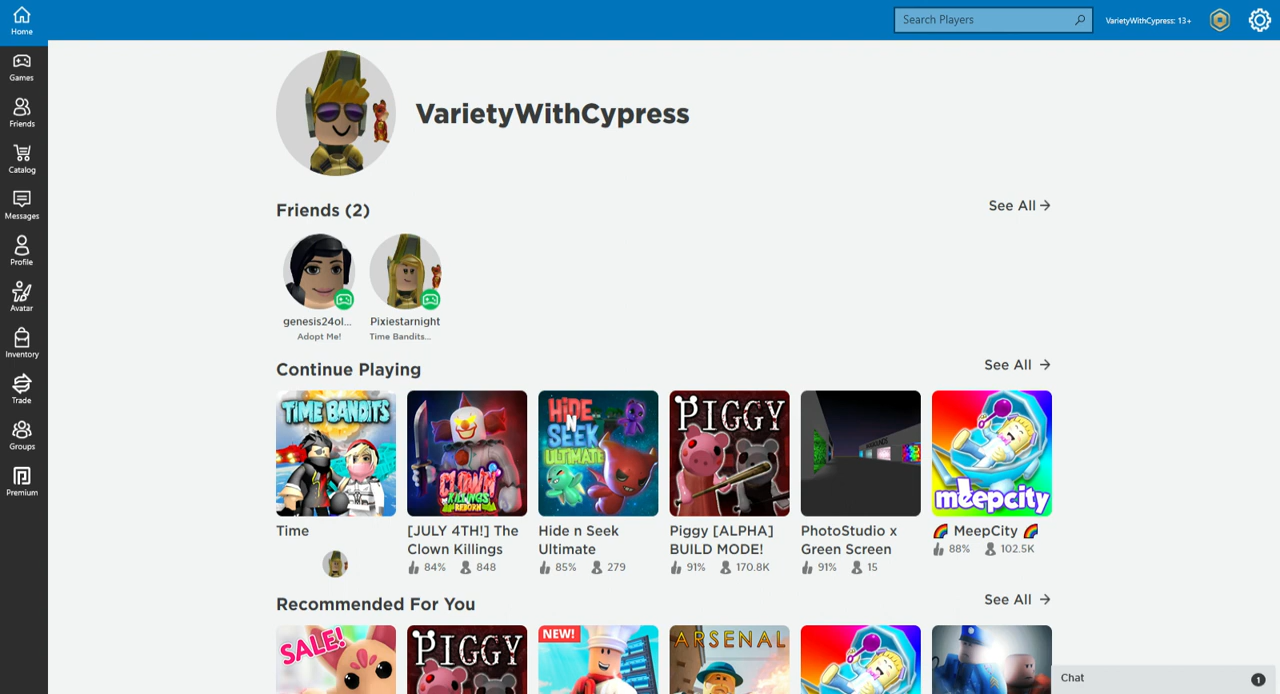 Home
Search Players
VarietyWithCypress: 13+
Games
Friends
Catalog
Messages
Profile
Avatar
Inventory
Trade
Groups
Premium
VarietyWithCypress
Friends (2)
See All
genesis24ol...
Adopt Me!
Pixiestarnight
Time Bandits...
Continue Playing
See All
TIME BANDITS
CLOWN
KILLINGS
REBORN
HIDE
N
SEEK
ULTIMATE
PIGGY
meepcity
Time
[JULY 4TH!] The
Clown Killings
84% 848
Hide n Seek
Ultimate
85% 279
Piggy [ALPHA]
BUILD MODE!
91% 170.8K
PhotoStudio x
Green Screen
91% 15
🌈 MeepCity 🌈
88% 102.5K
Recommended For You
See All
SALE!
PIGGY
NEW!
ARSENAL
Chat
1